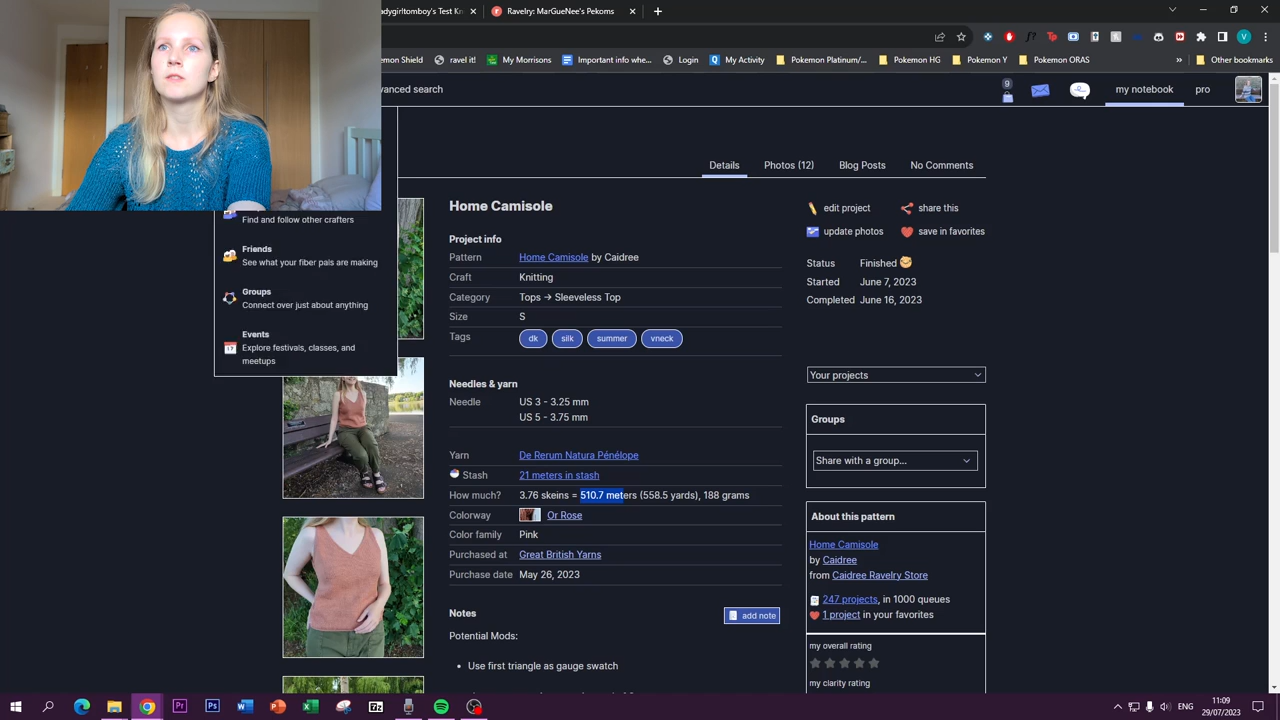 adygirltomboy's Test Kn
Ravelry: MarGueNee's Pekoms
emon Shield
ravel it!
My Morrisons
Important info whe...
Login
My Activity
Pokemon Platinum/...
Pokemon HG
Pokemon Y
Pokemon ORAS
»
Other bookmarks
V
vanced search
9
my notebook
pro
Details
Photos (12)
Blog Posts
No Comments
Find and follow other crafters
Friends
See what your fiber pals are making
Groups
Connect over just about anything
Events
Explore festivals, classes, and
meetups
Home Camisole
Project info
Pattern Home Camisole by Caidree
Craft Knitting
Category Tops → Sleeveless Top
Size S
Tags dk silk summer vneck
Needles & yarn
Needle US 3 - 3.25 mm
US 5 - 3.75 mm
Yarn De Rerum Natura Pénélope
Stash 21 meters in stash
How much? 3.76 skeins = 510.7 meters (558.5 yards), 188 grams
Colorway Or Rose
Color family Pink
Purchased at Great British Yarns
Purchase date May 26, 2023
Notes
add note
Potential Mods:
• Use first triangle as gauge swatch
edit project
share this
update photos
save in favorites
Status Finished
Started June 7, 2023
Completed June 16, 2023
Your projects
Groups
Share with a group...
About this pattern
Home Camisole
by Caidree
from Caidree Ravelry Store
247 projects, in 1000 queues
1 project in your favorites
my overall rating
my clarity rating
11:09
29/07/2023